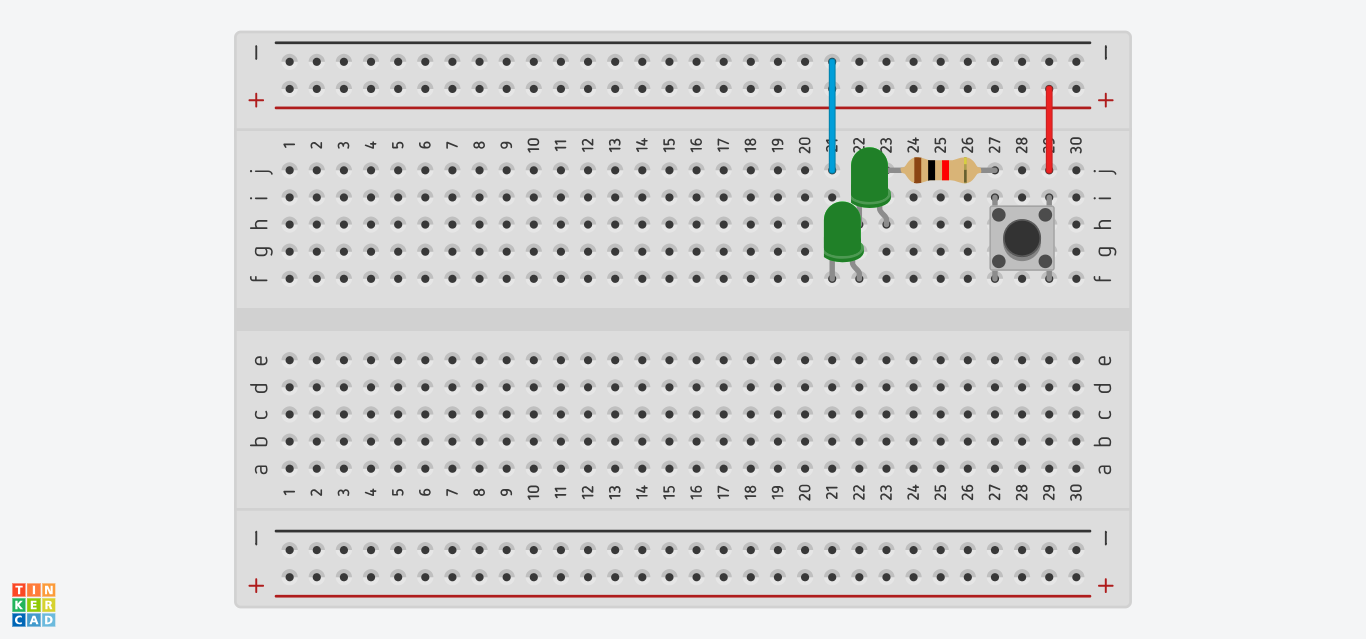 − −
+ +
1 2 3 4 5 6 7 8 9 10 11 12 13 14 15 16 17 18 19 20 21 22 23 24 25 26 27 28 29 30
j j
i i
h h
g g
f f
e e
d d
c c
b b
a a
1 2 3 4 5 6 7 8 9 10 11 12 13 14 15 16 17 18 19 20 21 22 23 24 25 26 27 28 29 30
− −
+ +
TIN
KER
CAD